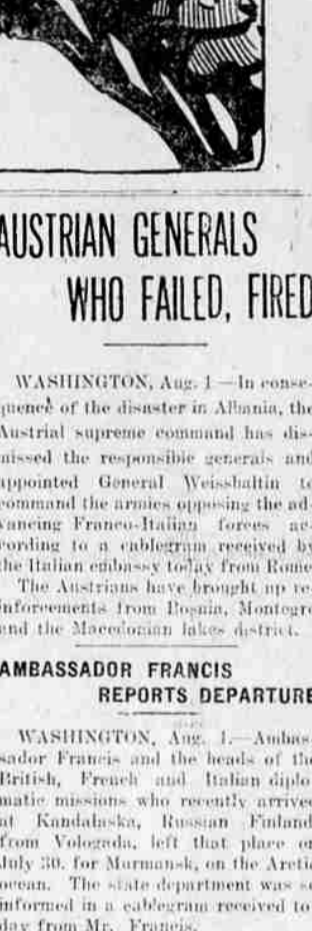 AUSTRIAN GENERALS
WHO FAILED, FIRED
WASHINGTON, Aug. 1—In conse-
quence of the disaster in Albania, the
Austrial supreme command has dis-
missed the responsible generals and
appointed General Weisshaltin to
command the armies opposing the ad-
vancing Franco-Italian forces ac-
cording to a cablegram received by
the Italian embassy today from Rome
The Austrians have brought up re-
inforcements from Bosnia, Montegro
and the Macedonian lakes district.
AMBASSADOR FRANCIS
REPORTS DEPARTURE
WASHINGTON, Aug. 1.—Ambas-
sador Francis and the heads of the
British, French and Italian diplo-
matic missions who recently arrived
at Kandalaska, Russian Finland
from Vologada, left that place on
July 30. for Murmansk, on the Arctic
ocean. The state department was so
informed in a cablegram received to-
day from Mr. Francis.